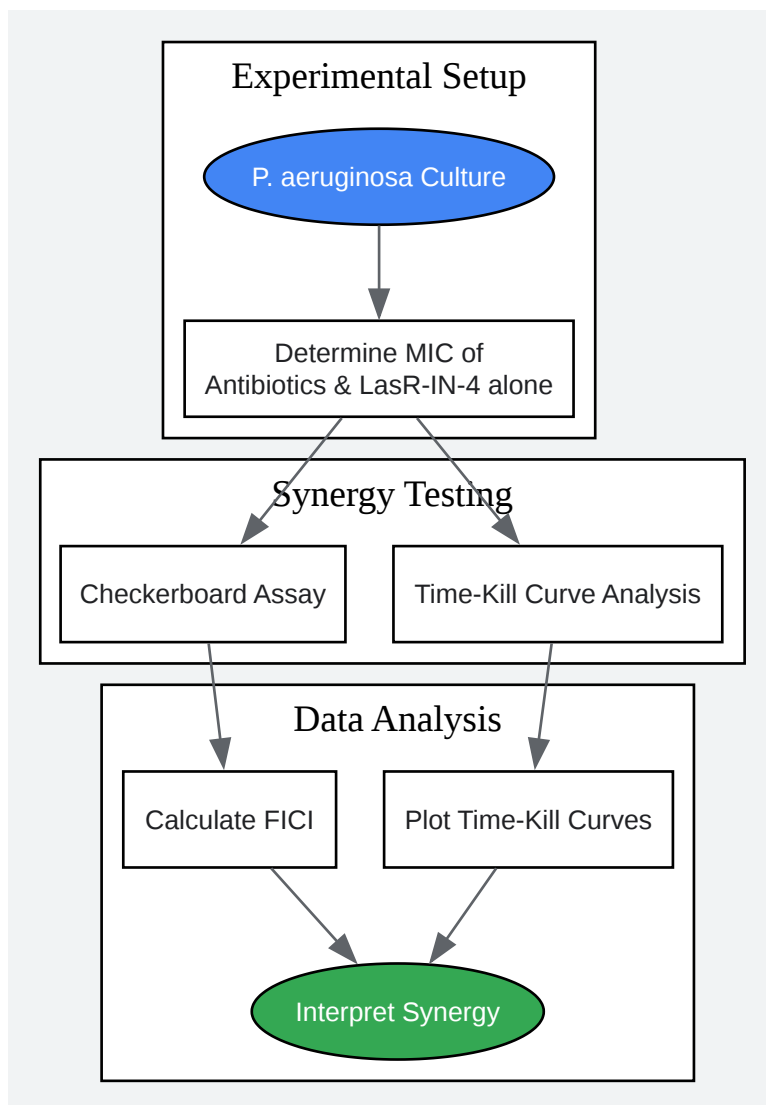 Experimental Setup
P. aeruginosa Culture
Determine MIC of
Antibiotics & LasR-IN-4 alone
Synergy Testing
Checkerboard Assay
Time-Kill Curve Analysis
Data Analysis
Calculate FICI
Plot Time-Kill Curves
Interpret Synergy